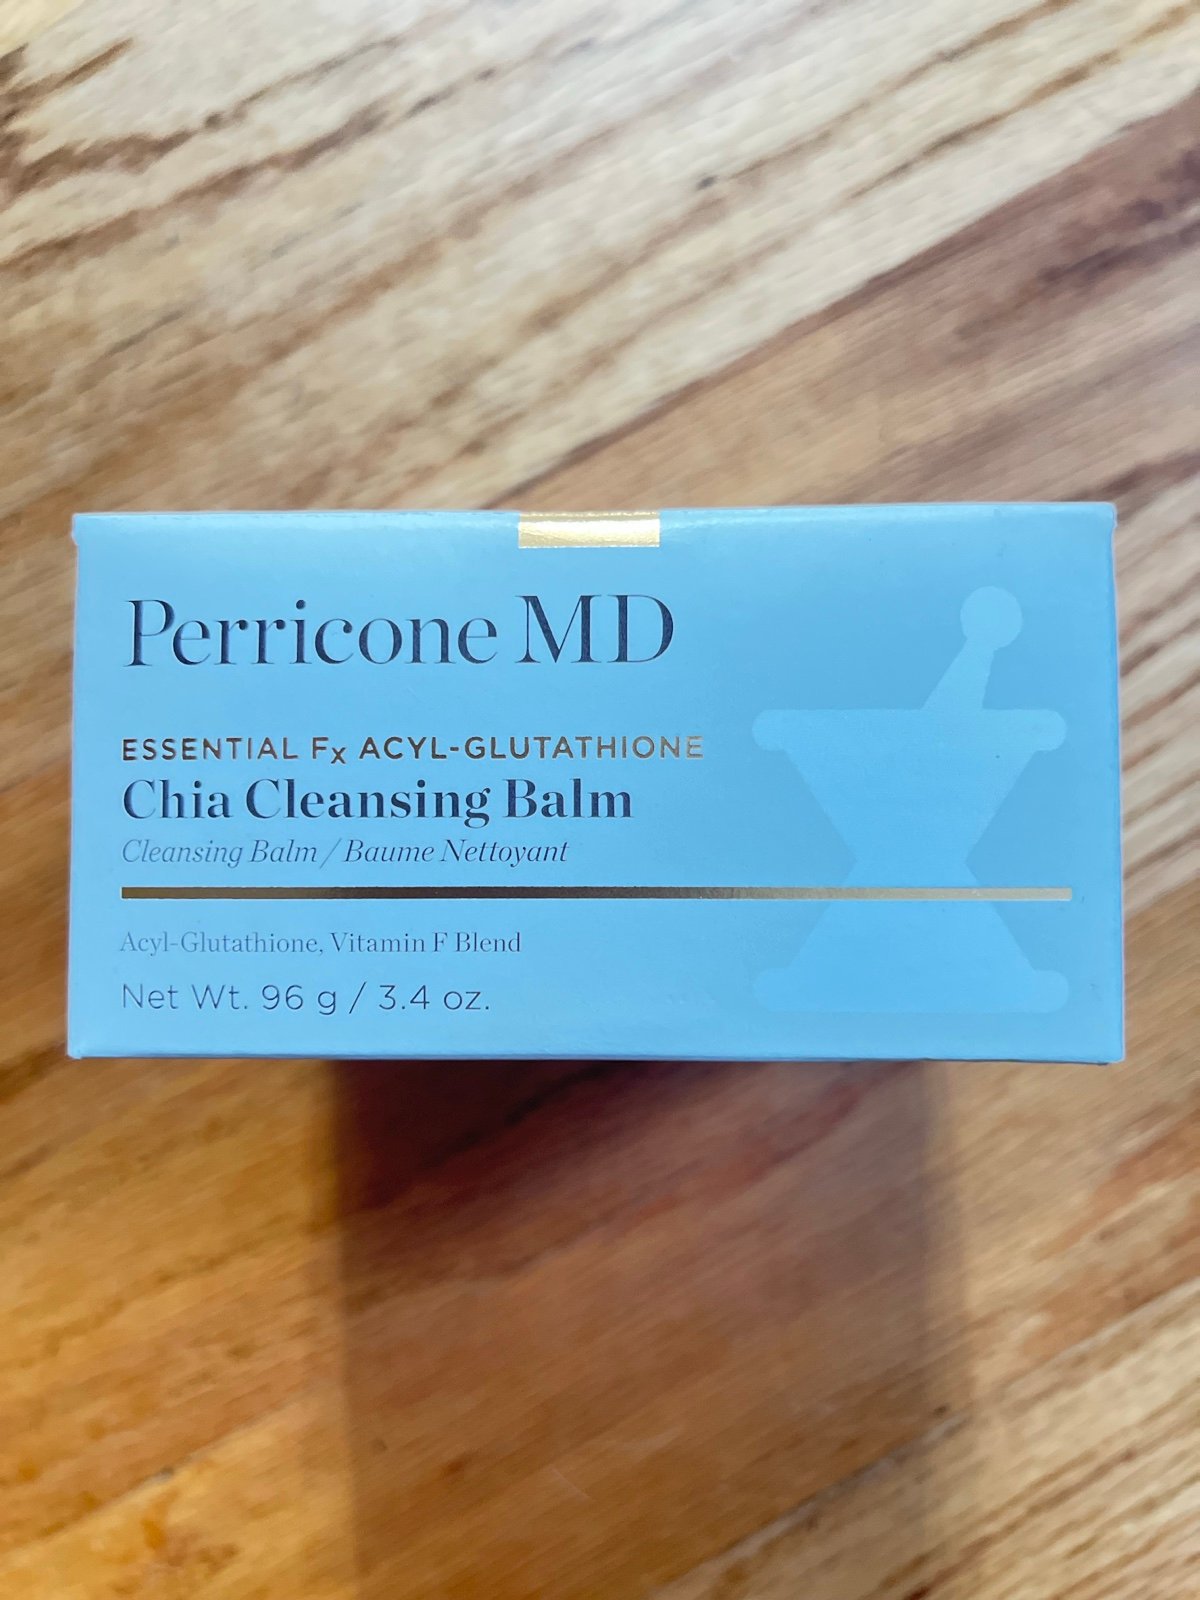 Perricone MD
ESSENTIAL Fx ACYL-GLUTATHIONE
Chia Cleansing Balm
Cleansing Balm / Baume Nettoyant
Acyl-Glutathione, Vitamin F Blend
Net Wt. 96 g / 3.4 oz.